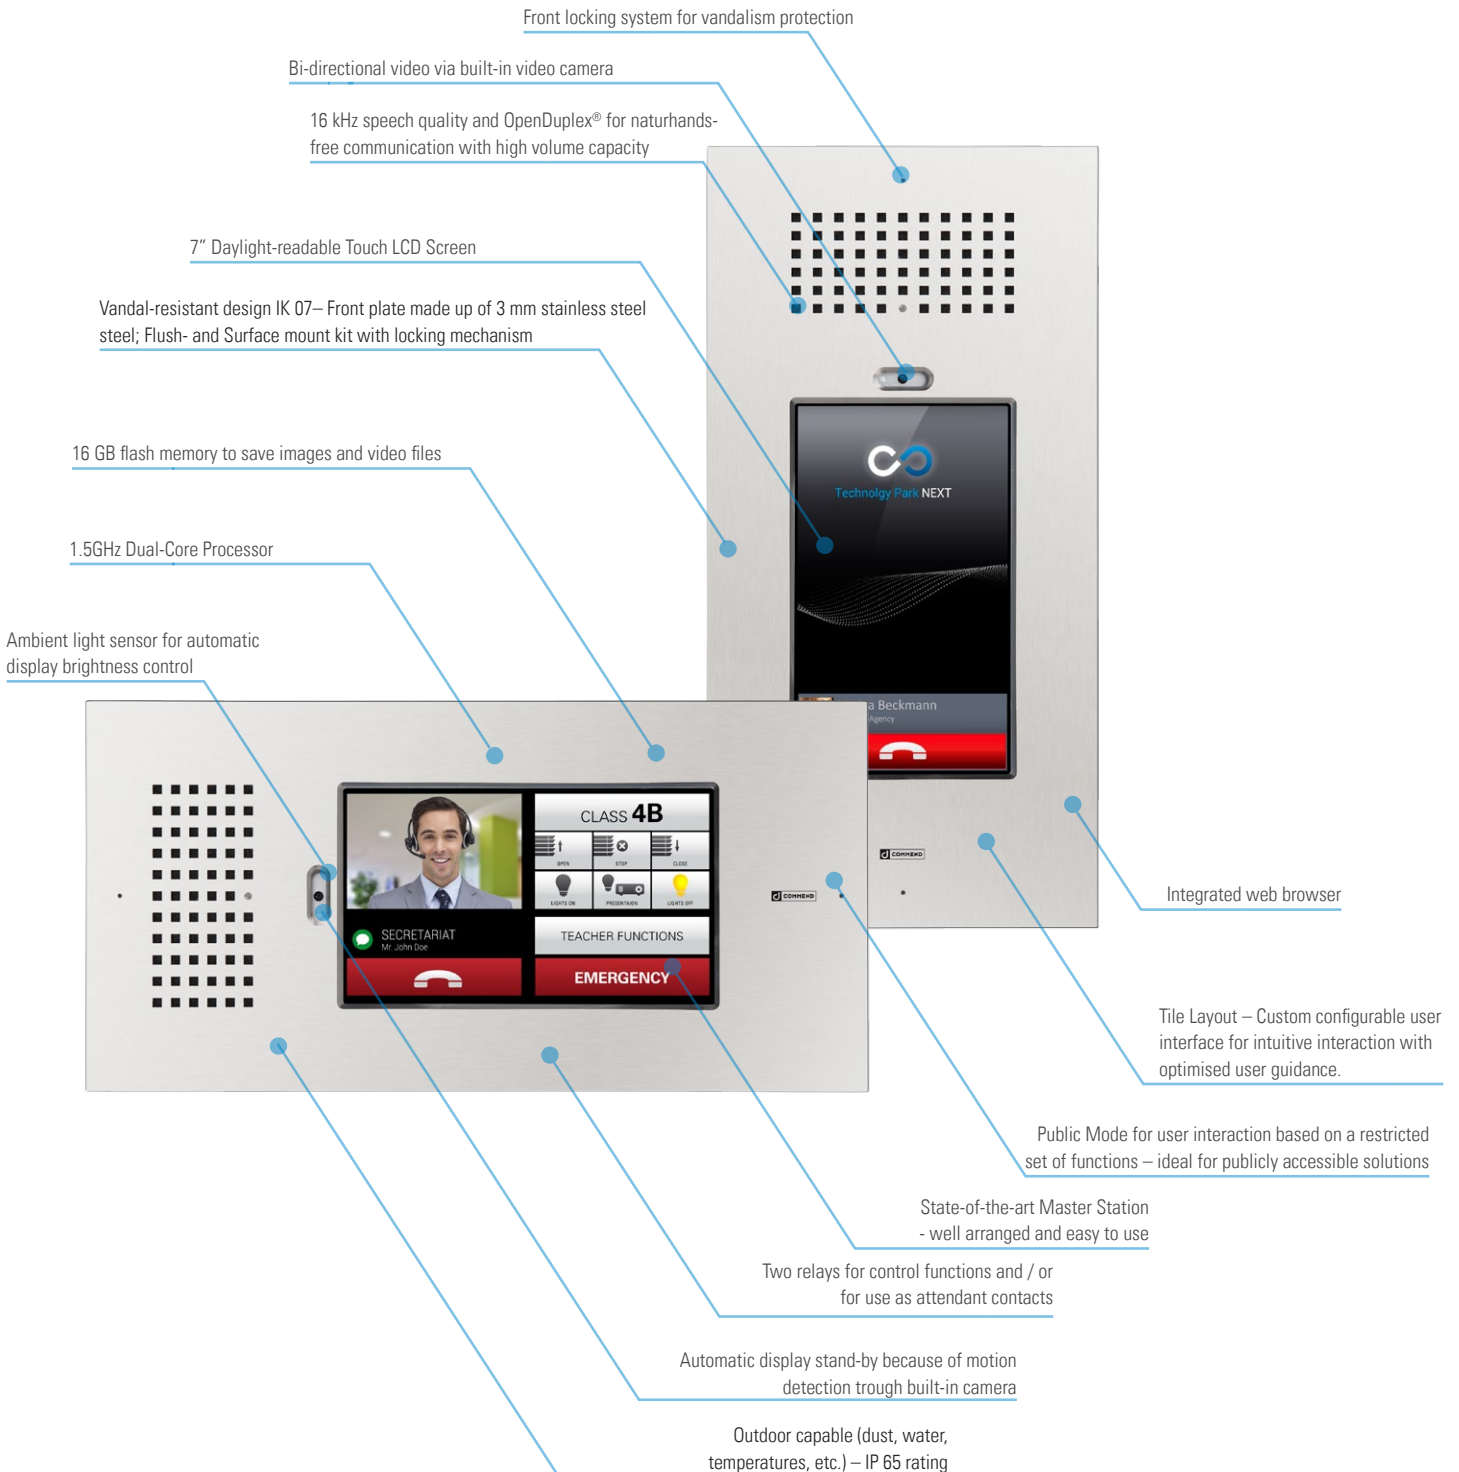 Front locking system for vandalism protection
Bi-directional video via built-in video camera
16 kHz speech quality and OpenDuplex® for naturhands-
free communication with high volume capacity
7” Daylight-readable Touch LCD Screen
Vandal-resistant design IK 07– Front plate made up of 3 mm stainless steel
steel; Flush- and Surface mount kit with locking mechanism
16 GB flash memory to save images and video files
1.5GHz Dual-Core Processor
Ambient light sensor for automatic
display brightness control
Technolgy Park NEXT
a Beckmann
Agency
COMMEND
CLASS 4B
OPEN
STOP
CLOSE
LIGHTS ON
PRESENTAION
LIGHTS OFF
SECRETARIAT
Mr. John Doe
TEACHER FUNCTIONS
EMERGENCY
COMMEND
Integrated web browser
Tile Layout – Custom configurable user
interface for intuitive interaction with
optimised user guidance.
Public Mode for user interaction based on a restricted
set of functions – ideal for publicly accessible solutions
State-of-the-art Master Station
- well arranged and easy to use
Two relays for control functions and / or
for use as attendant contacts
Automatic display stand-by because of motion
detection trough built-in camera
Outdoor capable (dust, water,
temperatures, etc.) – IP 65 rating